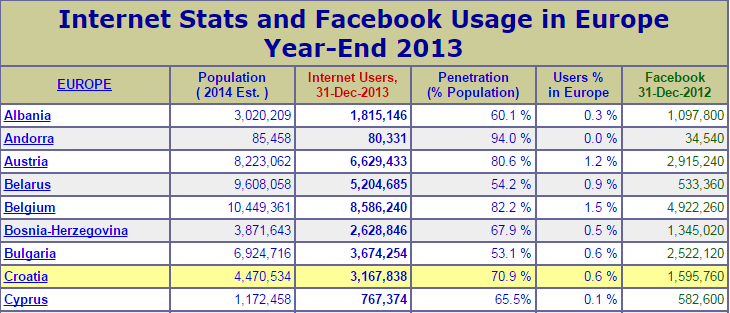 Internet Stats and Facebook Usage in Europe
Year-End 2013
EUROPE Population ( 2014 Est. ) Internet Users, 31-Dec-2013 Penetration (% Population) Users % in Europe Facebook 31-Dec-2012
Albania 3,020,209 1,815,146 60.1 % 0.3 % 1,097,800
Andorra 85,458 80,331 94.0 % 0.0 % 34,540
Austria 8,223,062 6,629,433 80.6 % 1.2 % 2,915,240
Belarus 9,608,058 5,204,685 54.2 % 0.9 % 533,360
Belgium 10,449,361 8,586,240 82.2 % 1.5 % 4,922,260
Bosnia-Herzegovina 3,871,643 2,628,846 67.9 % 0.5 % 1,345,020
Bulgaria 6,924,716 3,674,254 53.1 % 0.6 % 2,522,120
Croatia 4,470,534 3,167,838 70.9 % 0.6 % 1,595,760
Cyprus 1,172,458 767,374 65.5% 0.1 % 582,600